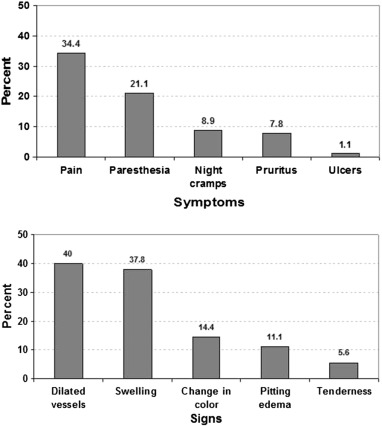 40
30
20
10
0
Percent
34.4
21.1
8.9
7.8
1.1
Pain
Paresthesia
Night
cramps
Pruritus
Ulcers
Symptoms
50
40
30
20
10
0
Percent
40
37.8
14.4
11.1
5.6
Dilated
vessels
Swelling
Change in
color
Pitting
edema
Tenderness
Signs